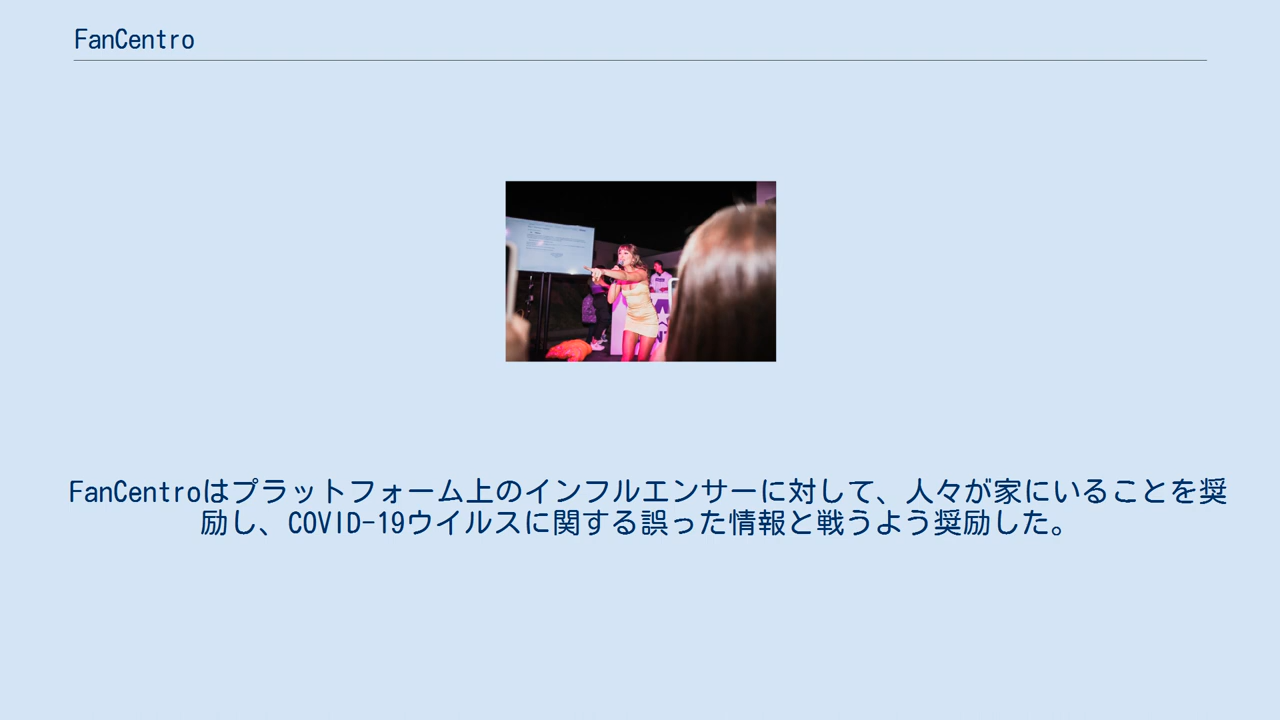 FanCentro
FanCentroはプラットフォーム上のインフルエンサーに対して、人々が家にいることを奨
励し、COVID-19ウイルスに関する誤った情報と戦うよう奨励した。